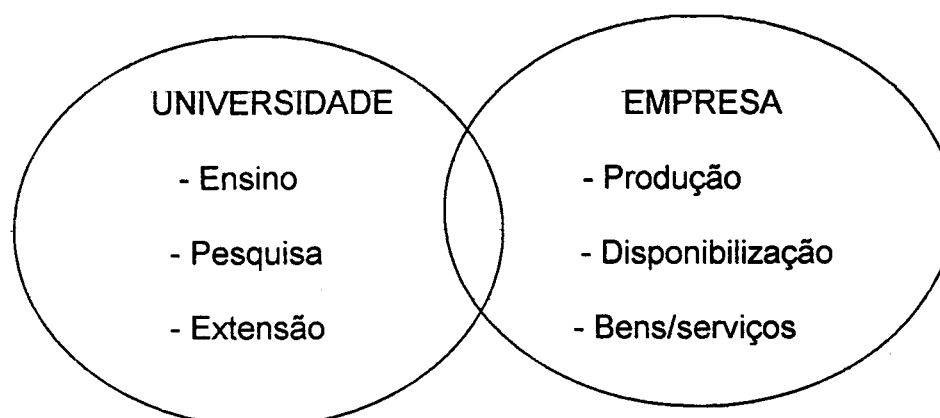 UNIVERSIDADE
- Ensino
- Pesquisa
- Extensão
EMPRESA
- Produção
- Disponibilização
- Bens/serviços